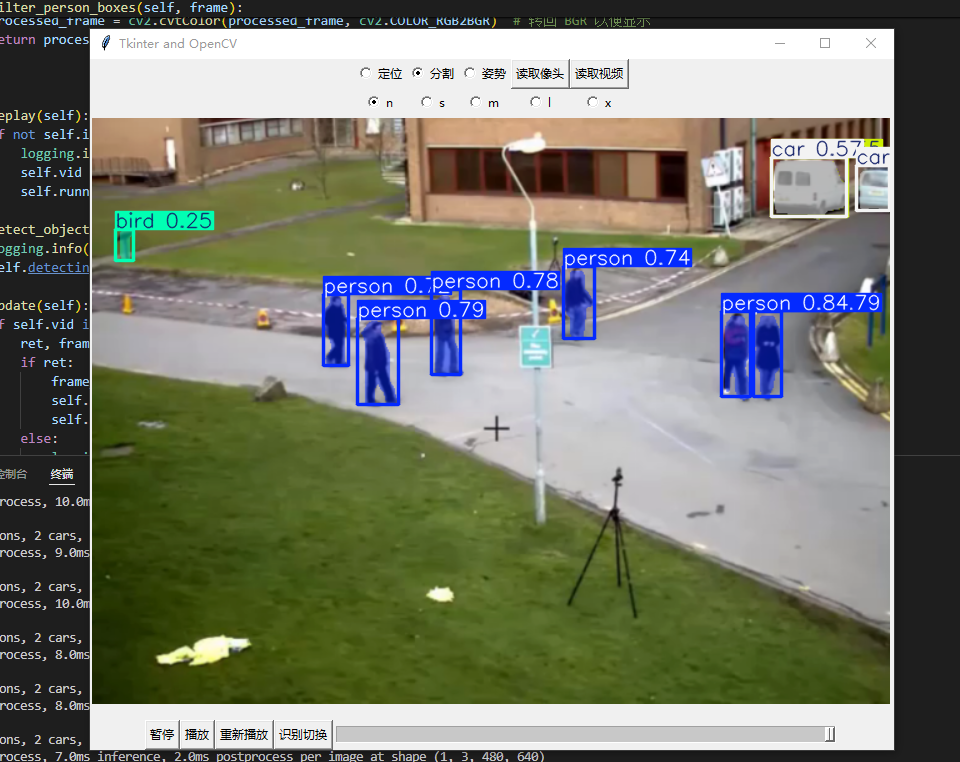 ilter_person_boxes(self, frame):
rocessed_frame = cv2.cvtColor(processed_frame, cv2.COLOR_RGB2BGR) # 转回 BGR 以便显示
eturn proces
Tkinter and OpenCV
定位 分割 姿势 读取像头 读取视频
n s m l x
eplay(self):
f not self.i
logging.i
self.vid
self.runn
etect_object
ogging.info(
elf.detectin
pdate(self):
f self.vid i
ret, fram
if ret:
frame
self.
self.
else:
car 0.57
car
bird 0.25
person 0.74
person 0.7
person 0.78
person 0.79
person 0.84
.79
控制台 终端
rocess, 10.0m
ons, 2 cars,
rocess, 9.0ms
ons, 2 cars,
rocess, 10.0m
ons, 2 cars,
rocess, 8.0ms
ons, 2 cars,
rocess, 8.0ms
ons, 2 cars,
暂停 播放 重新播放 识别切换
rocess, 7.0ms inference, 2.0ms postprocess per image at shape (1, 3, 480, 640)